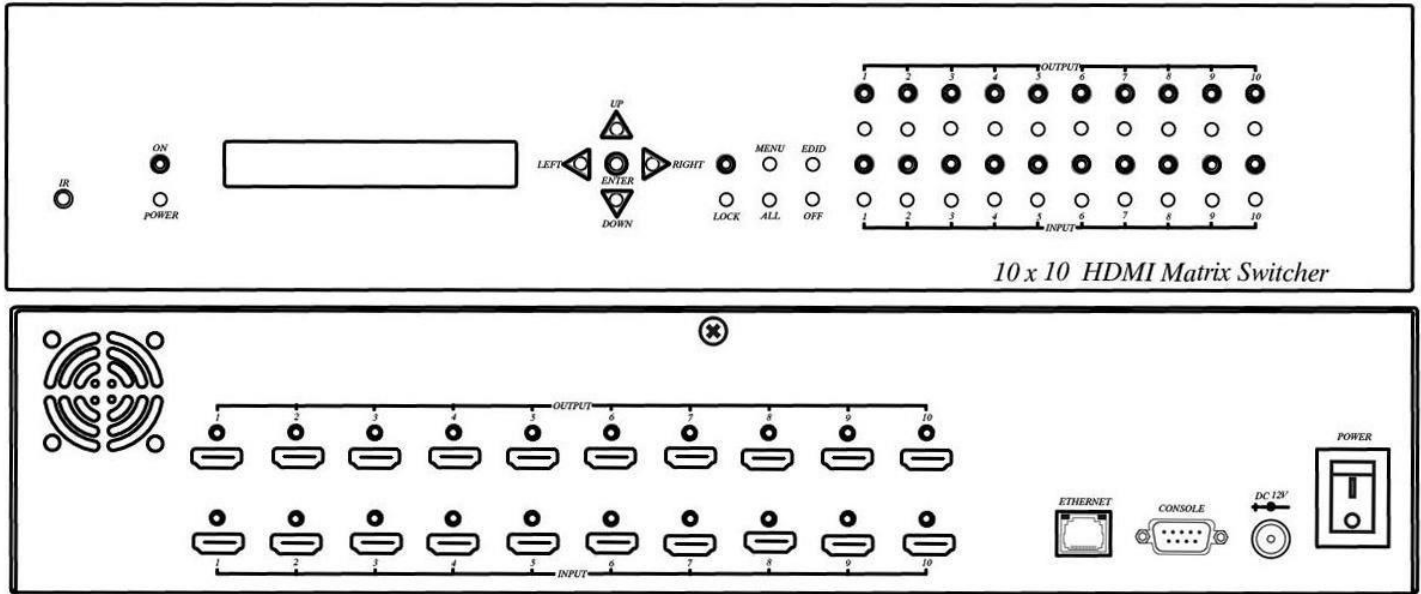 OUTPUT
1 2 3 4 5 6 7 8 9 10
UP
ON
MENU EDID
LEFT RIGHT
ENTER
IR
POWER
DOWN
LOCK ALL OFF
1 2 3 4 5 6 7 8 9 10
INPUT
10 x 10 HDMI Matrix Switcher
OUTPUT
1 2 3 4 5 6 7 8 9 10
POWER
ETHERNET
CONSOLE
DC 12V
1 2 3 4 5 6 7 8 9 10
INPUT